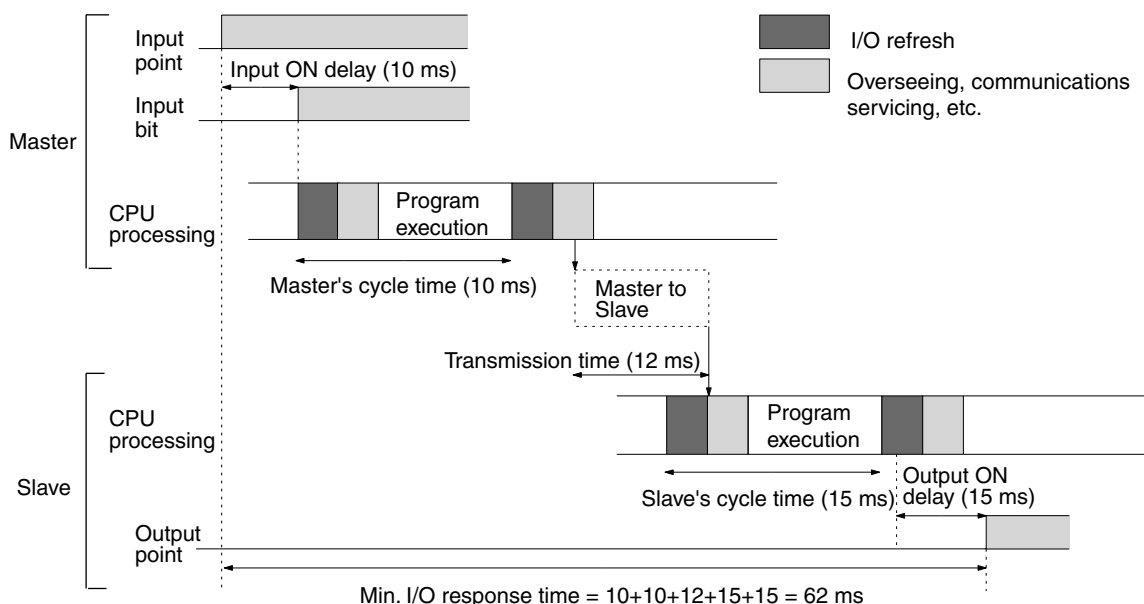 Master
Input
point
Input ON delay (10 ms)
Input
bit
I/O refresh
Overseeing, communications
servicing, etc.
CPU
processing
Program
execution
Master's cycle time (10 ms)
Master to
Slave
Transmission time (12 ms)
Slave
CPU
processing
Program
execution
Slave's cycle time (15 ms)
Output ON
delay (15 ms)
Output
point
Min. I/O response time = 10+10+12+15+15 = 62 ms